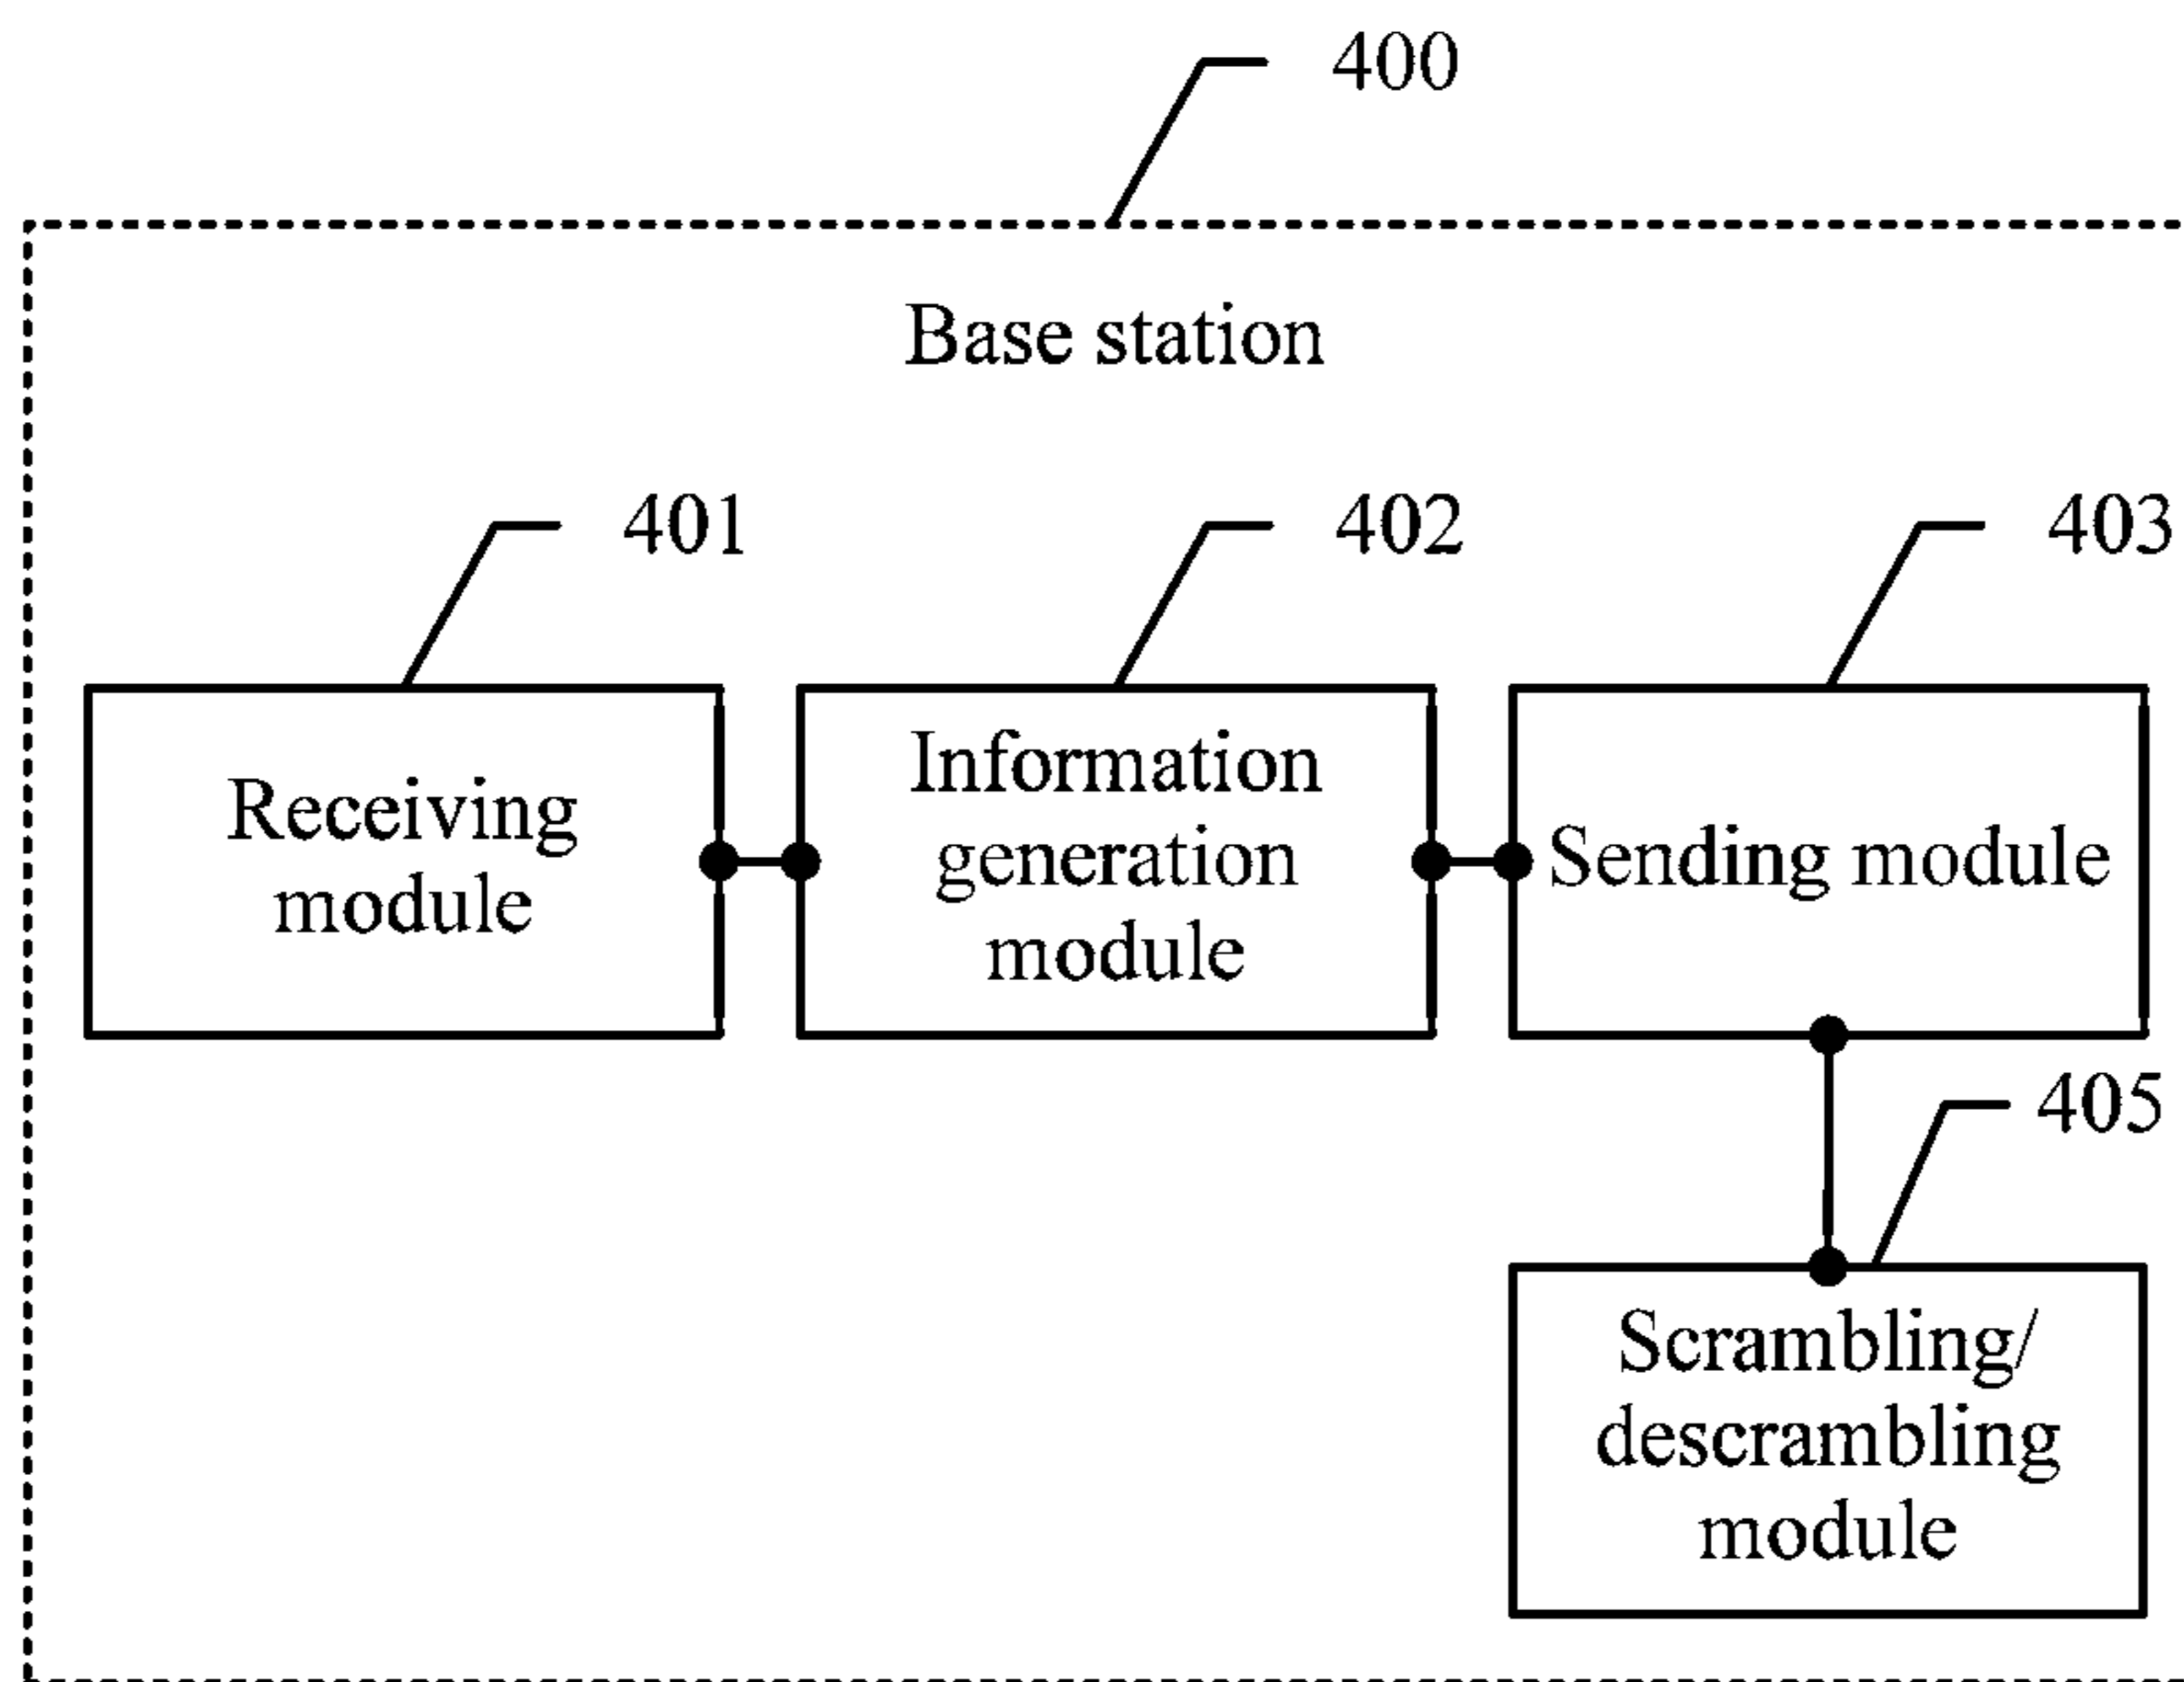 400
Base station
401
402
403
Receiving
module
Information
generation
module
Sending module
405
Scrambling/
descrambling
module